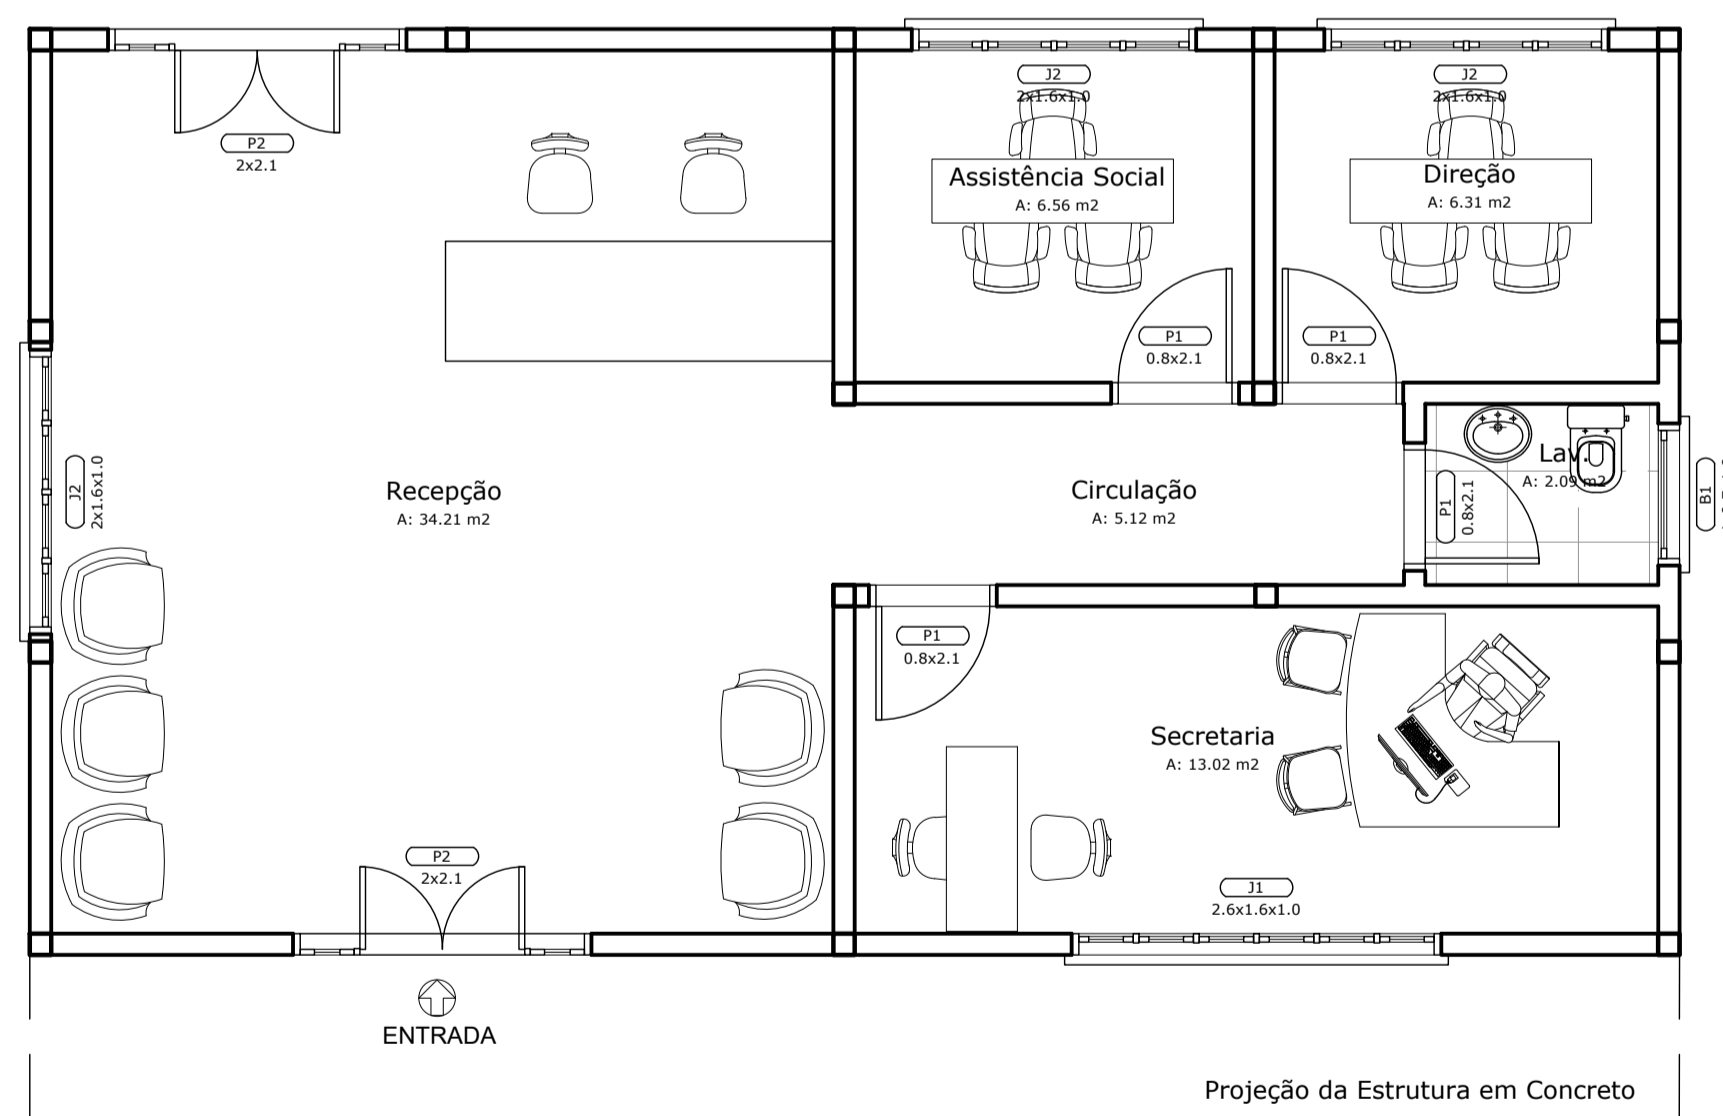 J2
2x1.6x1.0
J2
2x1.6x1.0
P2
2x2.1
Assistência Social
A: 6.56 m2
Direção
A: 6.31 m2
P1
0.8x2.1
P1
0.8x2.1
J2
2x1.6x1.0
Recepção
A: 34.21 m2
Circulação
A: 5.12 m2
P1
0.8x2.1
Lav.
A: 2.09 m2
B1
P1
0.8x2.1
Secretaria
A: 13.02 m2
P2
2x2.1
J1
2.6x1.6x1.0
ENTRADA
Projeção da Estrutura em Concreto